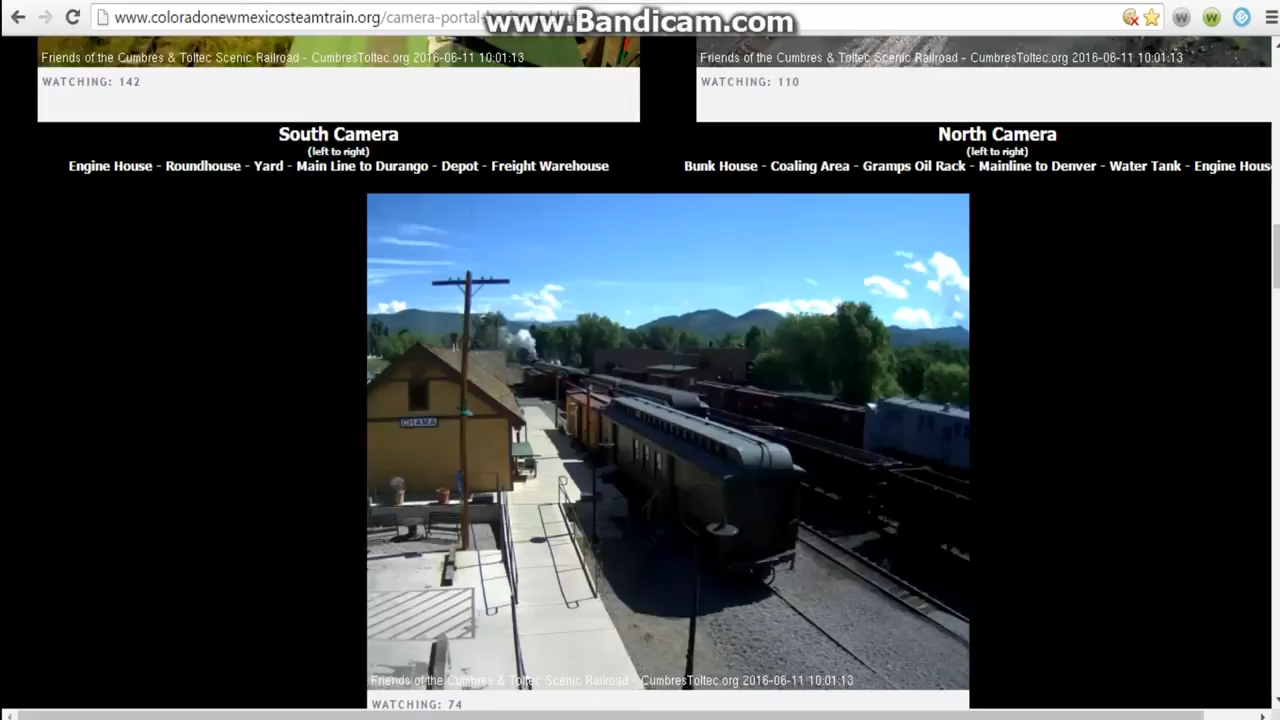 www.coloradonewmexicosteamtrain.org/camera-portal
www.Bandicam.com
Friends of the Cumbres & Toltec Scenic Railroad - CumbresToltec.org 2016-06-11 10:01:13
Friends of the Cumbres & Toltec Scenic Railroad - CumbresToltec.org 2016-06-11 10:01:13
WATCHING: 142
WATCHING: 110
South Camera
North Camera
(left to right)
(left to right)
Engine House - Roundhouse - Yard - Main Line to Durango - Depot - Freight Warehouse
Bunk House - Coaling Area - Gramps Oil Rack - Mainline to Denver - Water Tank - Engine Hous
CHAMA
Friends of the Cumbres & Toltec Scenic Railroad - CumbresToltec.org 2016-06-11 10:01:13
WATCHING: 74